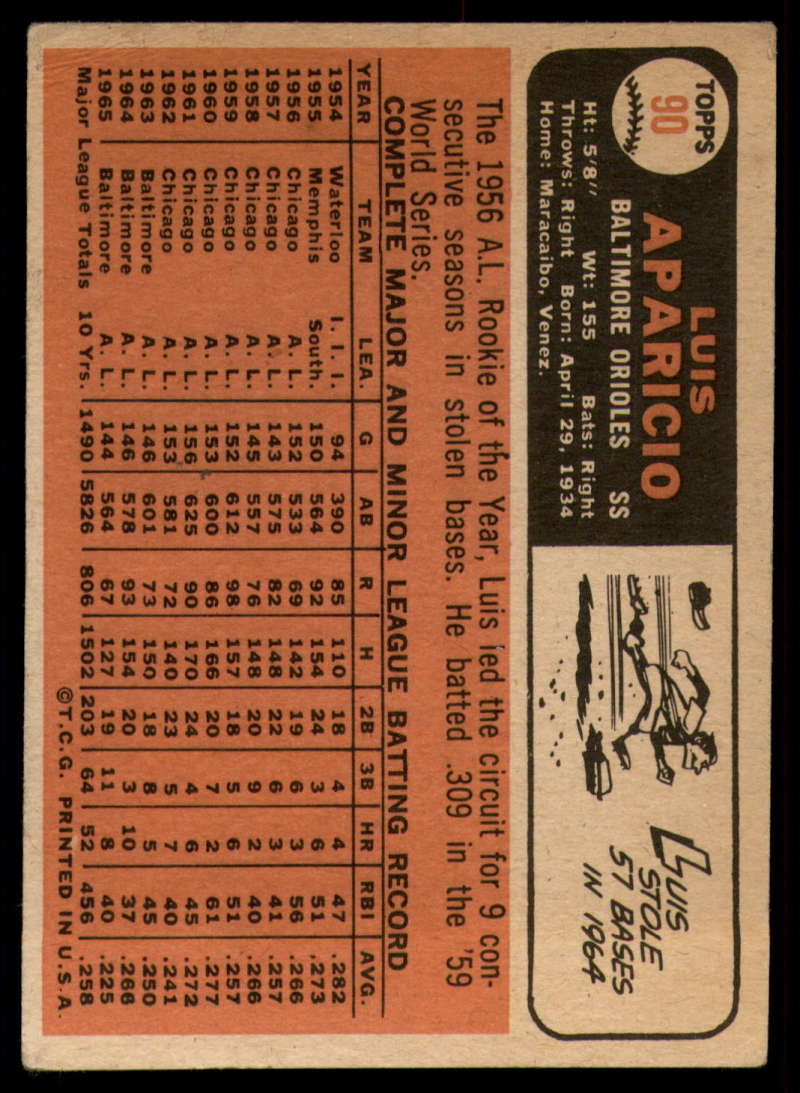 TOPPS
90
LUIS
APARICIO
BALTIMORE ORIOLES SS
Ht: 5'8" Wt: 155 Bats: Right
Throws: Right Born: April 29, 1934
Home: Maracaibo, Venez.
LUIS
STOLE
57 BASES
IN 1964
The 1956 A.L. Rookie of the Year, Luis led the circuit for 9 con-
secutive seasons in stolen bases. He batted .309 in the '59
World Series.
COMPLETE MAJOR AND MINOR LEAGUE BATTING RECORD
YEAR TEAM LEA. G AB R H 2B 3B HR RBI AVG.
1954 Waterloo I. I. I. 94 390 85 110 18 4 4 47 .282
1955 Memphis South. 150 564 92 154 24 3 6 51 .273
1956 Chicago A. L. 152 533 69 142 19 6 3 56 .266
1957 Chicago A. L. 143 575 82 148 22 6 3 41 .257
1958 Chicago A. L. 145 557 76 148 20 9 2 40 .266
1959 Chicago A. L. 152 612 98 157 18 5 6 51 .257
1960 Chicago A. L. 153 600 86 166 20 7 2 61 .277
1961 Chicago A. L. 156 625 90 170 24 4 6 45 .272
1962 Chicago A. L. 153 581 72 140 23 5 7 40 .241
1963 Baltimore A. L. 146 601 73 150 18 8 5 45 .250
1964 Baltimore A. L. 146 578 93 154 20 3 10 37 .266
1965 Baltimore A. L. 144 564 67 127 19 11 8 40 .225
Major League Totals 10 Yrs. 1490 5826 806 1502 203 64 52 456 .258
©T.C.G. PRINTED IN U.S.A.